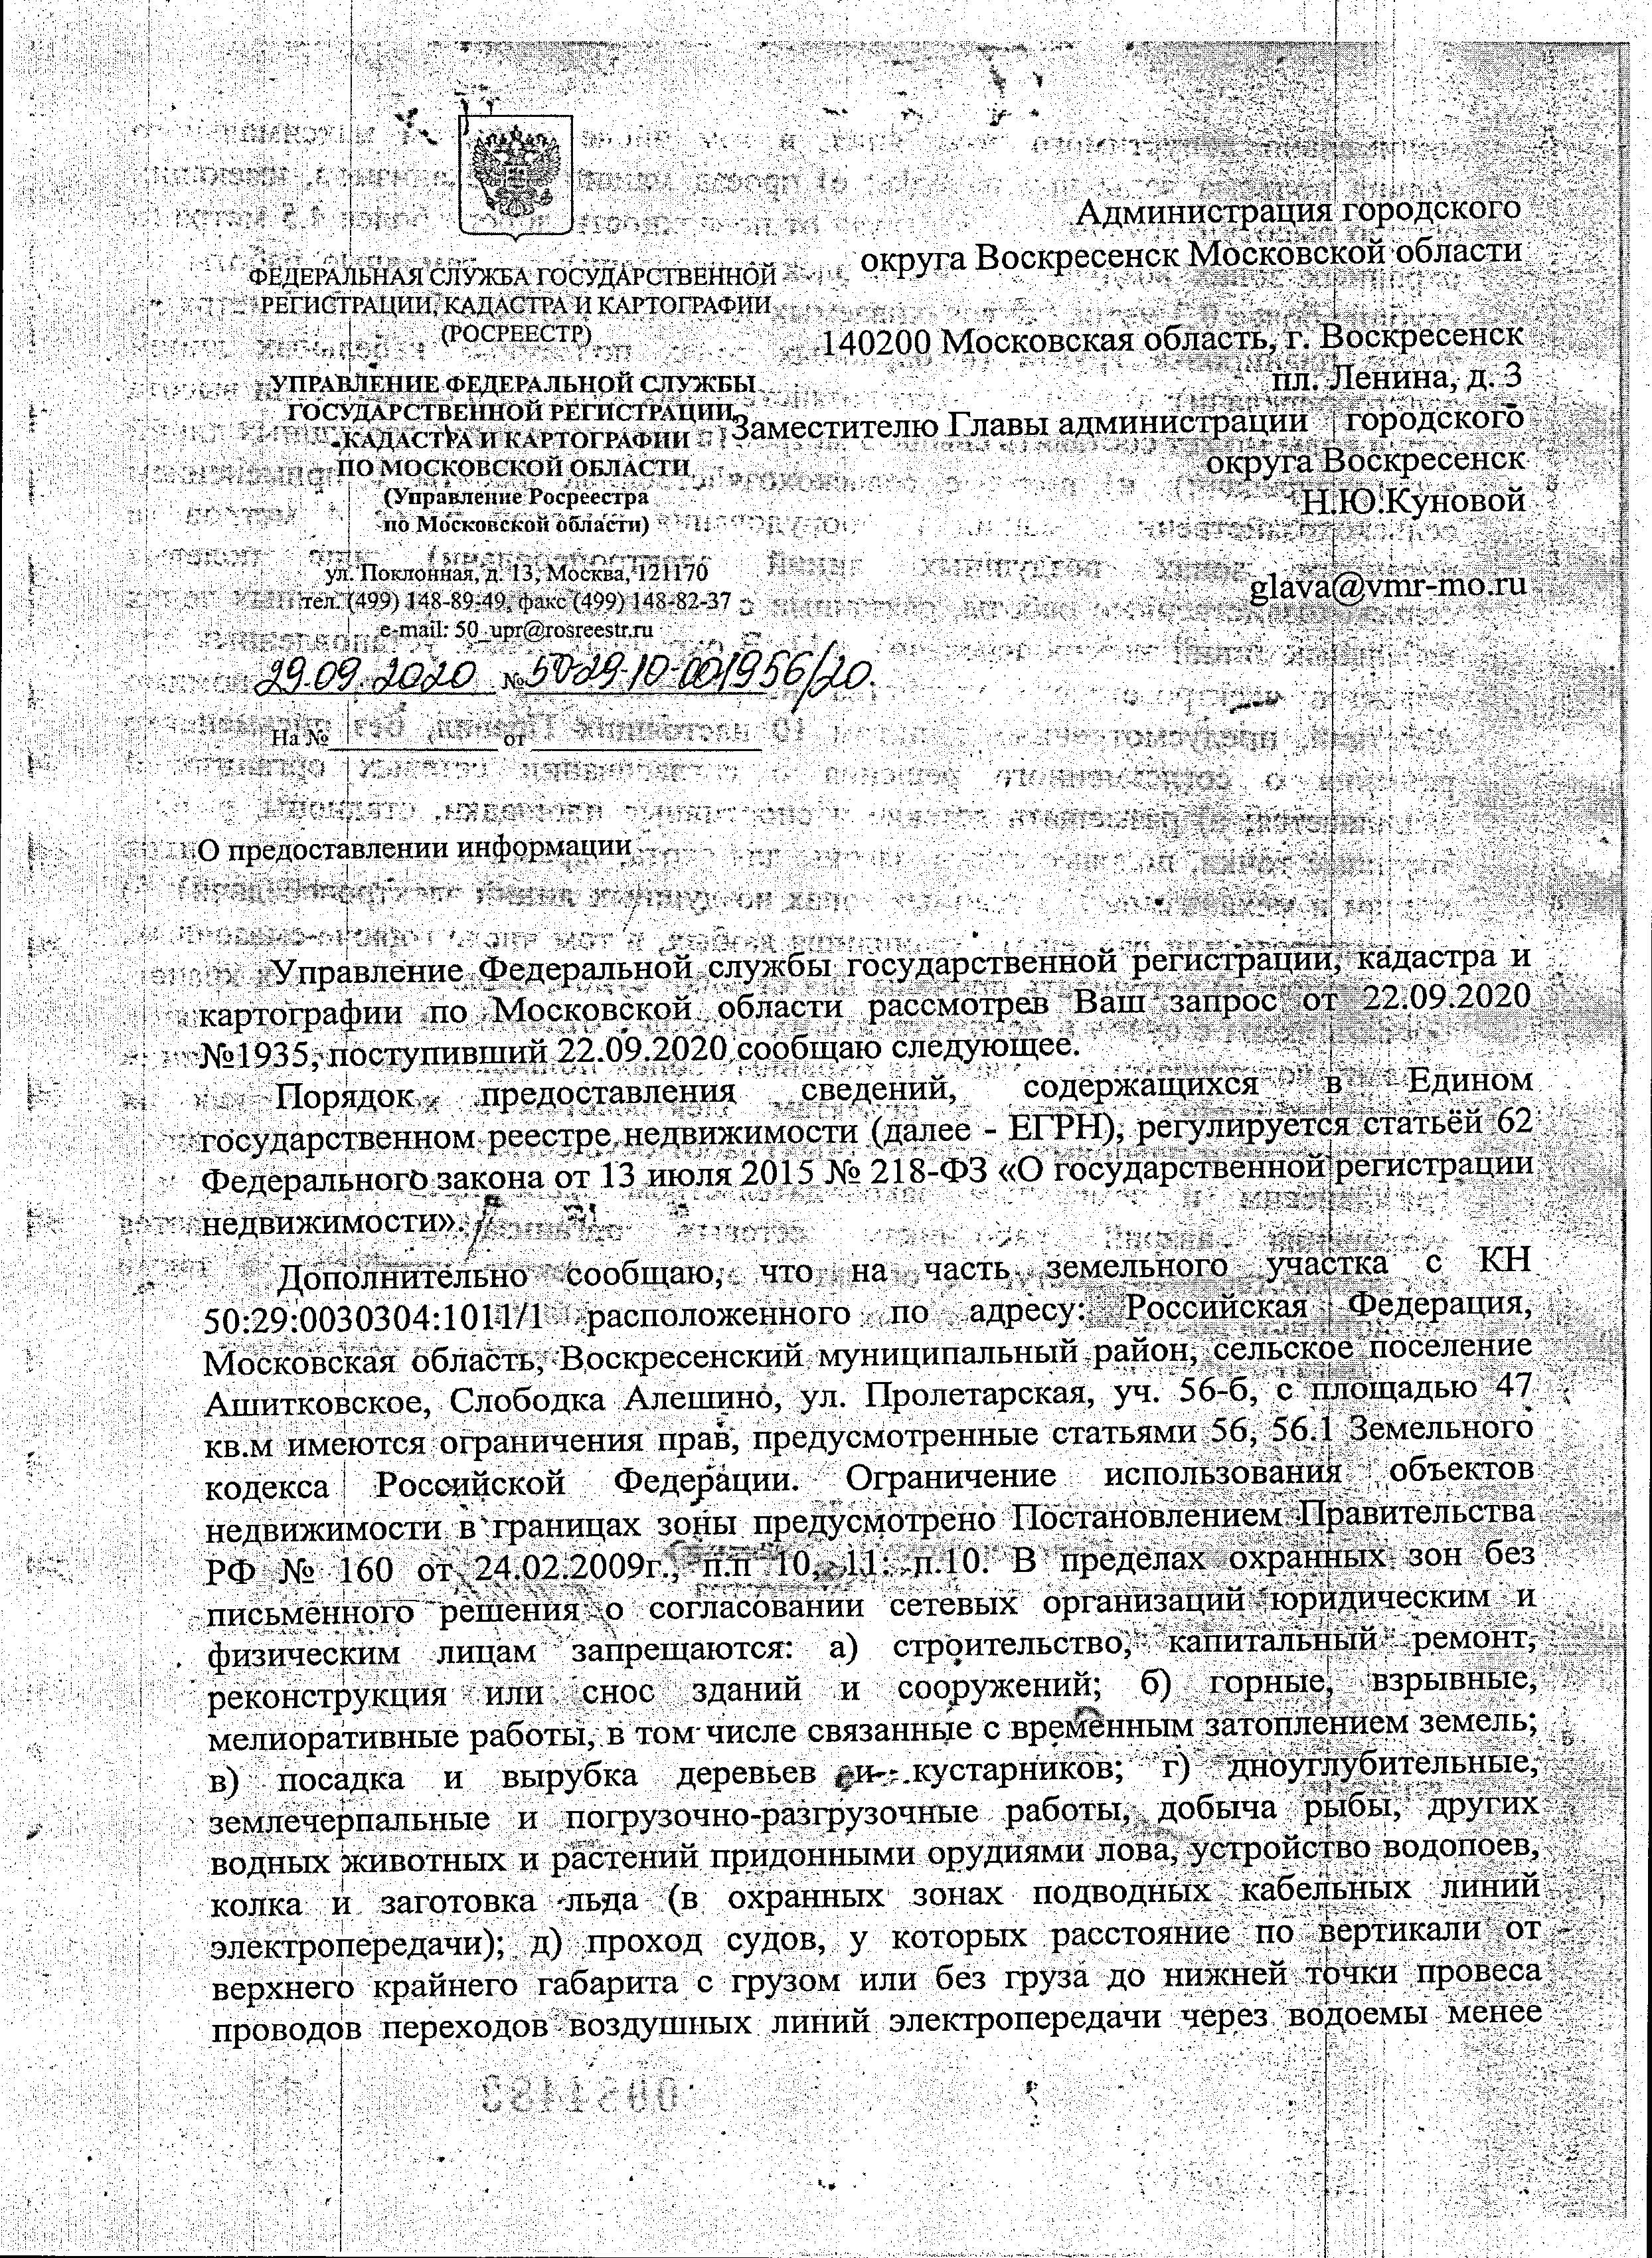 ФЕДЕРАЛЬНАЯ СЛУЖБА ГОСУДАРСТВЕННОЙ
РЕГИСТРАЦИИ, КАДАСТРА И КАРТОГРАФИИ
(РОСРЕЕСТР)
УПРАВЛЕНИЕ ФЕДЕРАЛЬНОЙ СЛУЖБЫ
ГОСУДАРСТВЕННОЙ РЕГИСТРАЦИИ,
КАДАСТРА И КАРТОГРАФИИ
ПО МОСКОВСКОЙ ОБЛАСТИ
(Управление Росреестра
по Московской области)
ул. Поклонная, д. 13, Москва, 121170
тел. (499) 148-89-49, факс (499) 148-82-37
e-mail: 50_upr@rosreestr.ru
29.09.2020 № 50-29-10-001956/20.
На № от
Администрация городского
округа Воскресенск Московской области
140200 Московская область, г. Воскресенск
пл. Ленина, д. 3
Заместителю Главы администрации городского
округа Воскресенск
Н.Ю.Куновой
glava@vmr-mo.ru
О предоставлении информации
Управление Федеральной службы государственной регистрации, кадастра и
картографии по Московской области рассмотрев Ваш запрос от 22.09.2020
№1935, поступивший 22.09.2020 сообщаю следующее.
Порядок предоставления сведений, содержащихся в Едином
государственном реестре недвижимости (далее - ЕГРН), регулируется статьёй 62
Федерального закона от 13 июля 2015 № 218-ФЗ «О государственной регистрации
недвижимости».
Дополнительно сообщаю, что на часть земельного участка с КН
50:29:0030304:1011/1 расположенного по адресу: Российская Федерация,
Московская область, Воскресенский муниципальный район, сельское поселение
Ашитковское, Слободка Алешино, ул. Пролетарская, уч. 56-б, с площадью 47
кв.м имеются ограничения прав, предусмотренные статьями 56, 56.1 Земельного
кодекса Российской Федерации. Ограничение использования объектов
недвижимости в границах зоны предусмотрено Постановлением Правительства
РФ № 160 от 24.02.2009г., п.п 10, 11: п.10. В пределах охранных зон без
письменного решения о согласовании сетевых организаций юридическим и
физическим лицам запрещаются: а) строительство, капитальный ремонт,
реконструкция или снос зданий и сооружений; б) горные, взрывные,
мелиоративные работы, в том числе связанные с временным затоплением земель;
в) посадка и вырубка деревьев и кустарников; г) дноуглубительные,
землечерпальные и погрузочно-разгрузочные работы, добыча рыбы, других
водных животных и растений придонными орудиями лова, устройство водопоев,
колка и заготовка льда (в охранных зонах подводных кабельных линий
электропередачи); д) проход судов, у которых расстояние по вертикали от
верхнего крайнего габарита с грузом или без груза до нижней точки провеса
проводов переходов воздушных линий электропередачи через водоемы менее